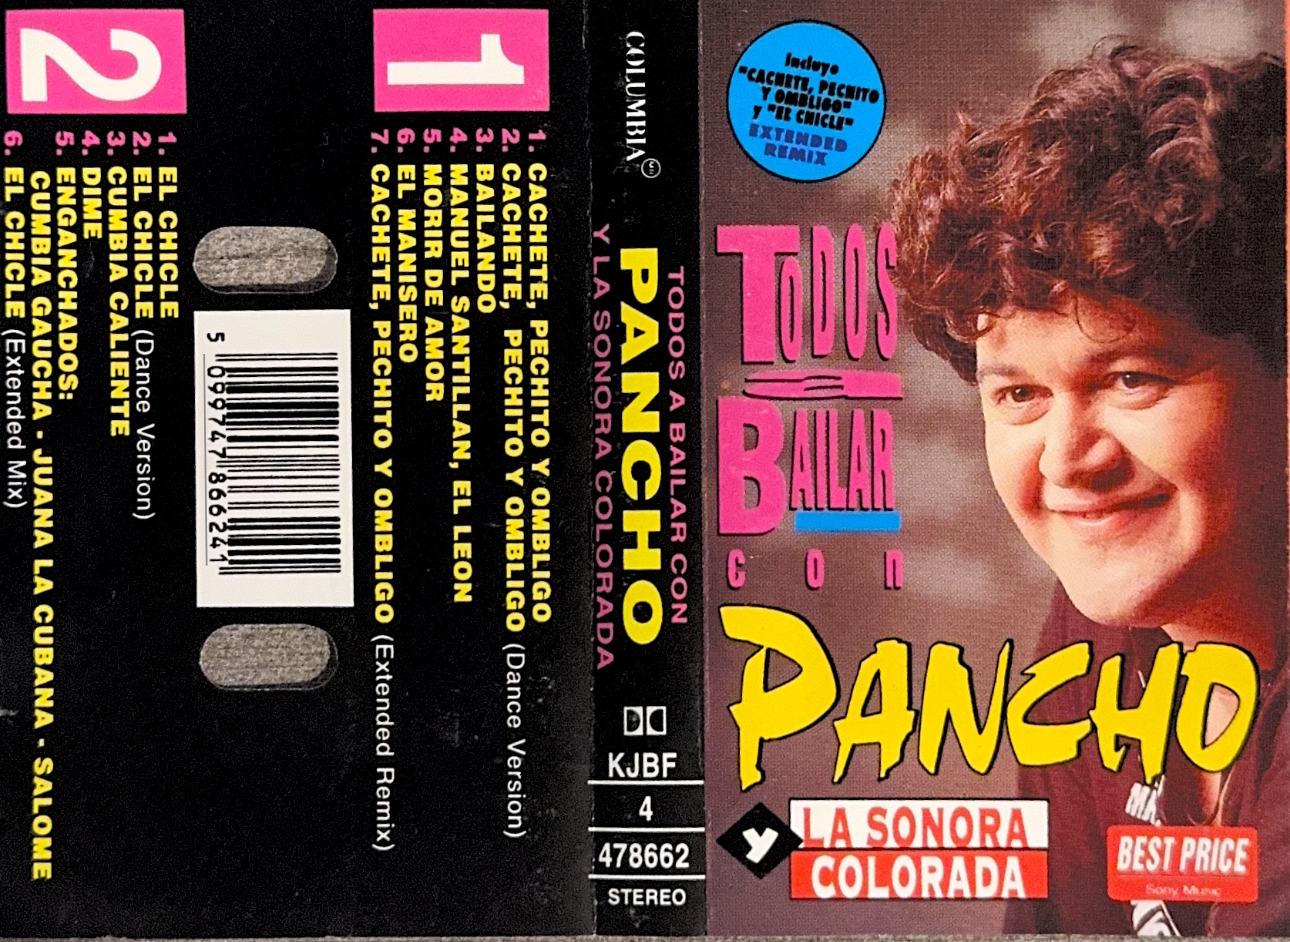 Incluye
"CACHETE, PECHITO
Y OMBLIGO"
y "EL CHICLE"
EXTENDED
REMIX
TODOS
A
BAILAR
con
PANCHO
y
LA SONORA
COLORADA
BEST PRICE
Sony Music
COLUMBIA
TODOS A BAILAR CON
PANCHO
Y LA SONORA COLORADA
KJBF
4
478662
STEREO
1
1. CACHETE, PECHITO Y OMBLIGO
2. CACHETE, PECHITO Y OMBLIGO (Dance Version)
3. BAILANDO
4. MANUEL SANTILLAN, EL LEON
5. MORIR DE AMOR
6. EL MANISERO
7. CACHETE, PECHITO Y OMBLIGO (Extended Remix)
5 099747 866241
2
1. EL CHICLE
2. EL CHICLE (Dance Version)
3. CUMBIA CALIENTE
4. DIME
5. ENGANCHADOS:
CUMBIA GAUCHA - JUANA LA CUBANA - SALOME
6. EL CHICLE (Extended Mix)